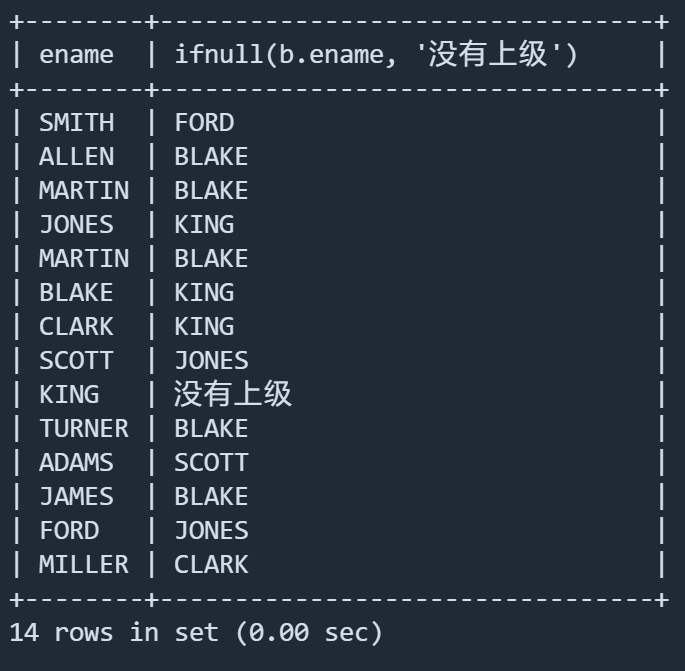 +--------+---------------------------------+
| ename  | ifnull(b.ename, '没有上级')     |
+--------+---------------------------------+
| SMITH  | FORD                            |
| ALLEN  | BLAKE                           |
| MARTIN | BLAKE                           |
| JONES  | KING                            |
| MARTIN | BLAKE                           |
| BLAKE  | KING                            |
| CLARK  | KING                            |
| SCOTT  | JONES                           |
| KING   | 没有上级                        |
| TURNER | BLAKE                           |
| ADAMS  | SCOTT                           |
| JAMES  | BLAKE                           |
| FORD   | JONES                           |
| MILLER | CLARK                           |
+--------+---------------------------------+
14 rows in set (0.00 sec)